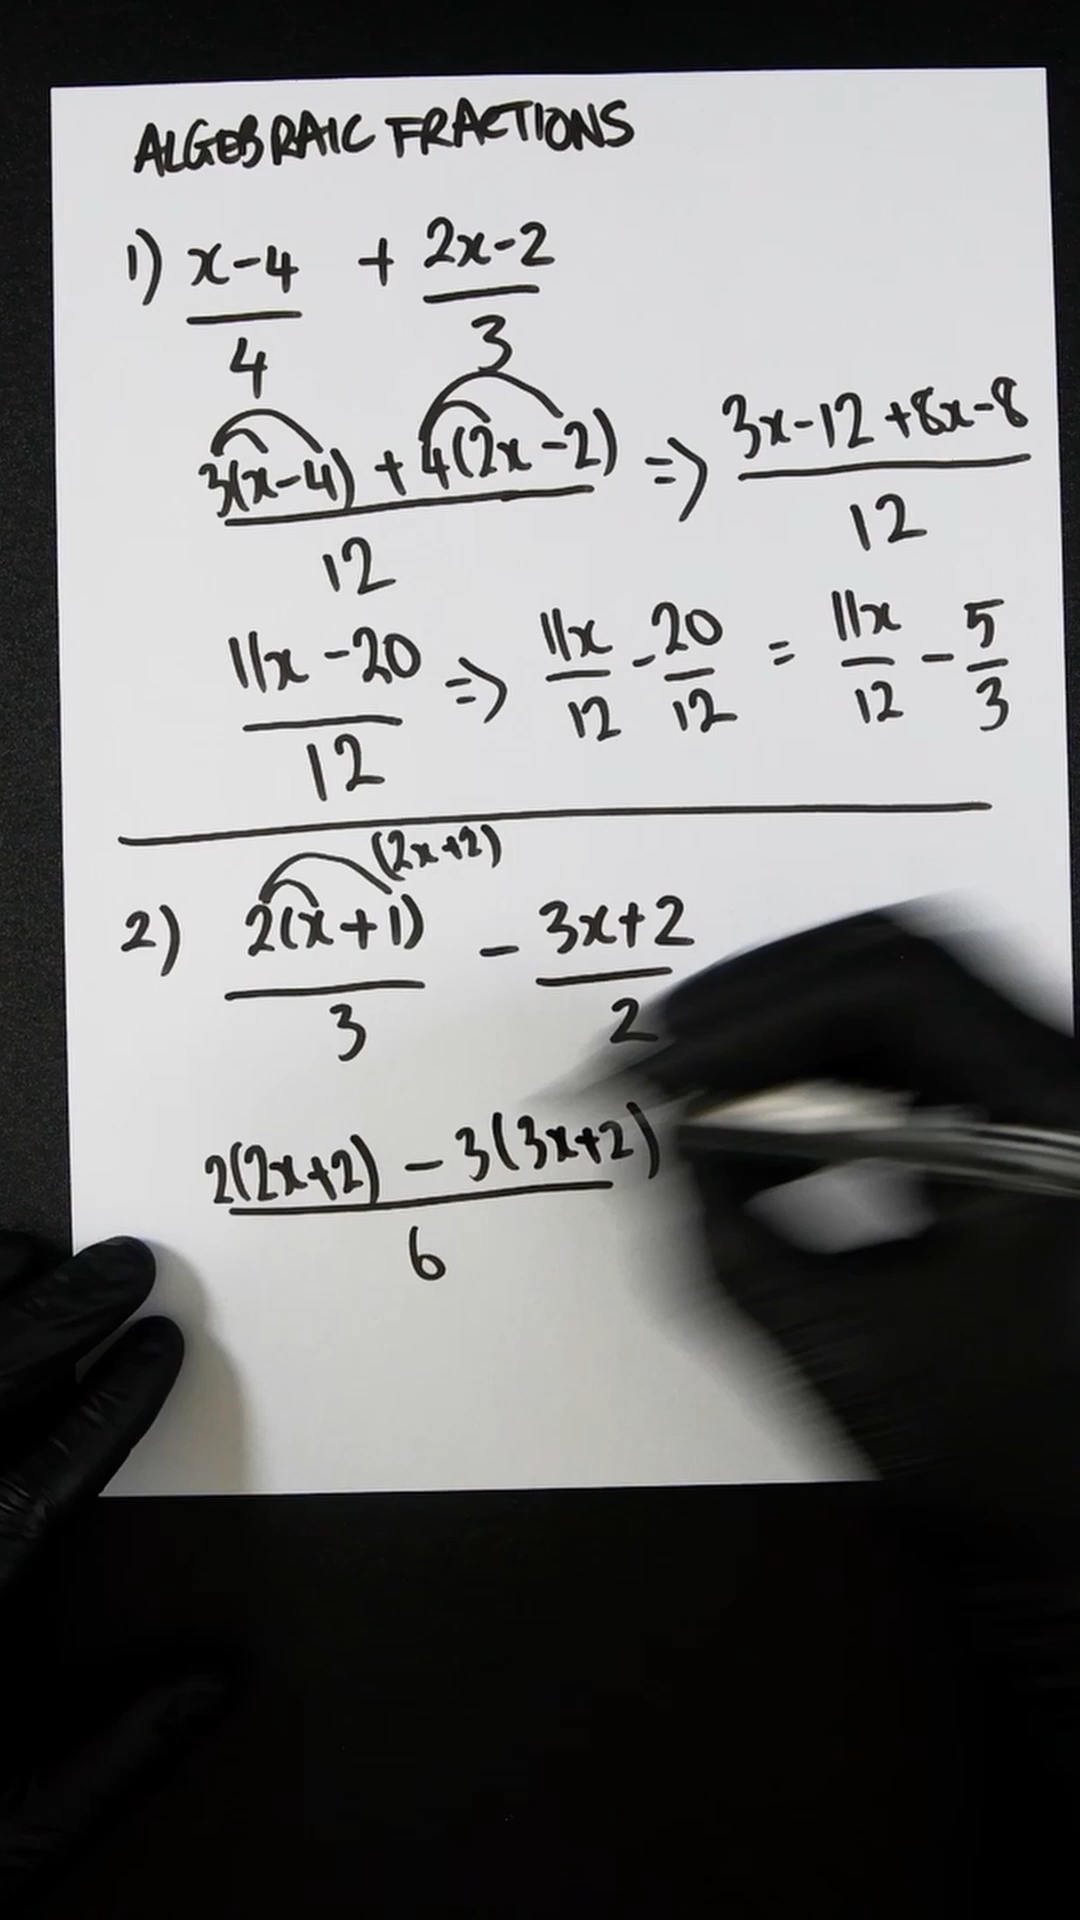 ALGEBRAIC FRACTIONS
1) x-4 + 2x-2
4 3
3(x-4) + 4(2x-2) => 3x-12+8x-8
12 12
11x-20 => 11x - 20 = 11x - 5
12 12 12 12 3
(2x+2)
2) 2(x+1) - 3x+2
3 2
2(2x+2) - 3(3x+2)
6